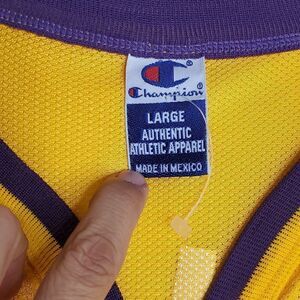 Champion
LARGE
AUTHENTIC
ATHLETIC APPAREL
MADE IN MEXICO